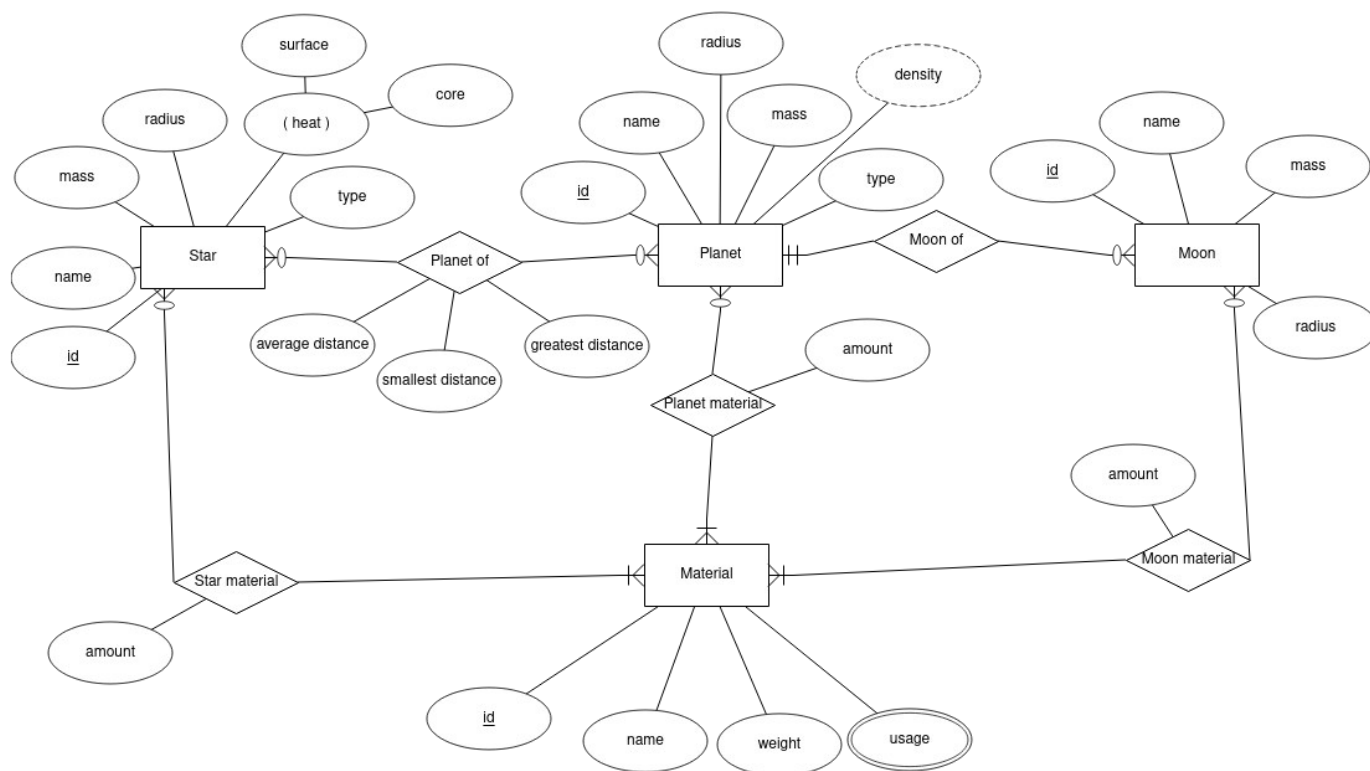 surface
radius
density
core
radius
( heat )
name
mass
name
mass
id
type
id
mass
type
Star
Planet of
Planet
Moon of
Moon
name
average distance
smallest distance
greatest distance
radius
id
amount
Planet material
amount
Star material
Material
Moon material
amount
id
name
weight
usage